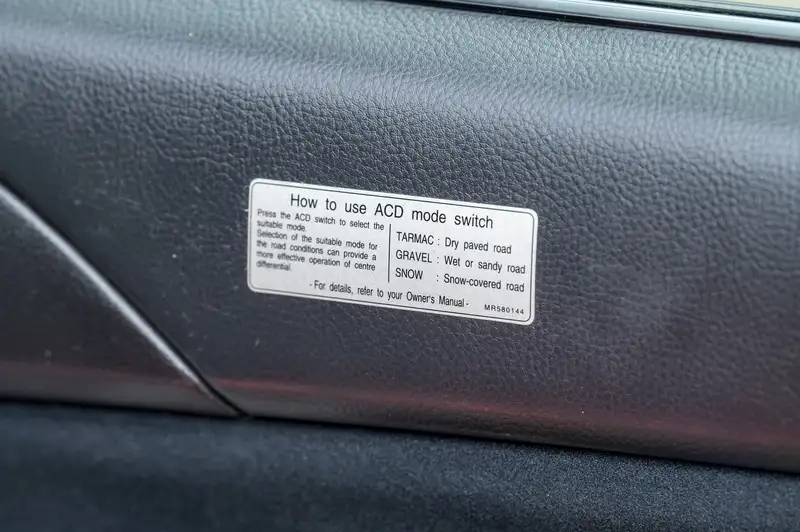 How to use ACD mode switch
Press the ACD switch to select the
suitable mode.
Selection of the suitable mode for
the road conditions can provide a
more effective operation of centre
differential.
TARMAC : Dry paved road
GRAVEL : Wet or sandy road
SNOW : Snow-covered road
- For details, refer to your Owner's Manual -
MR580144